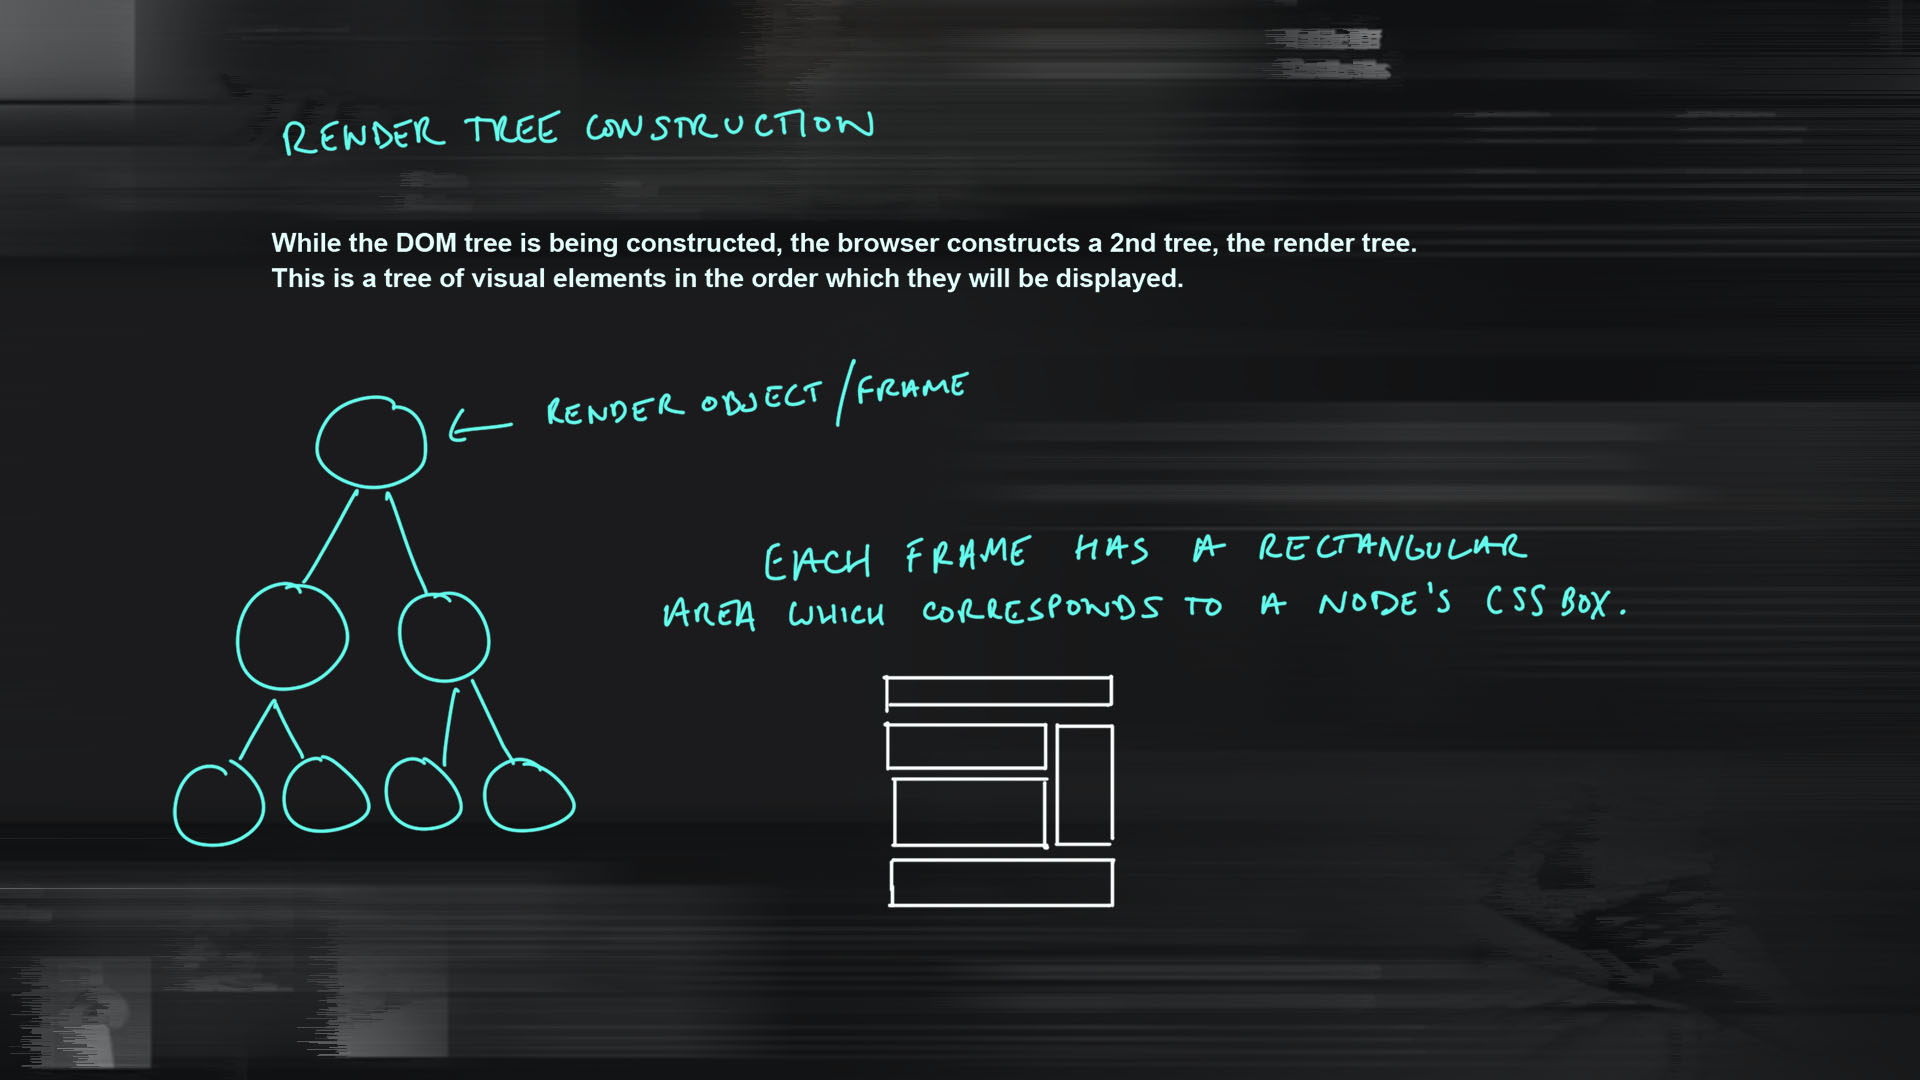 RENDER TREE CONSTRUCTION
While the DOM tree is being constructed, the browser constructs a 2nd tree, the render tree.
This is a tree of visual elements in the order which they will be displayed.
RENDER OBJECT/FRAME
EACH FRAME HAS A RECTANGULAR
AREA WHICH CORRESPONDS TO A NODE'S CSS BOX.